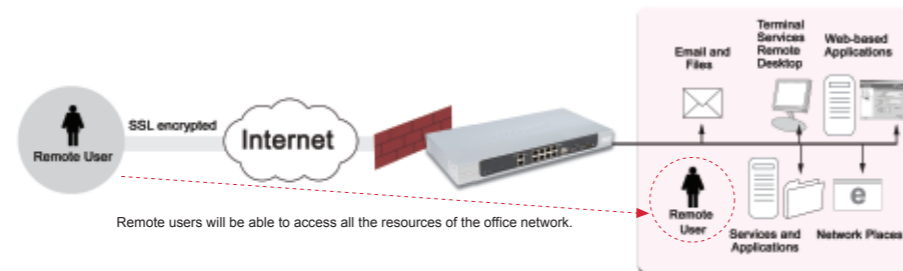 Remote User
SSL encrypted
Internet
Remote users will be able to access all the resources of the office network.
Email and
Files
Terminal
Services
Remote
Desktop
Web-based
Applications
Remote
User
Services and
Applications
e
Network Places